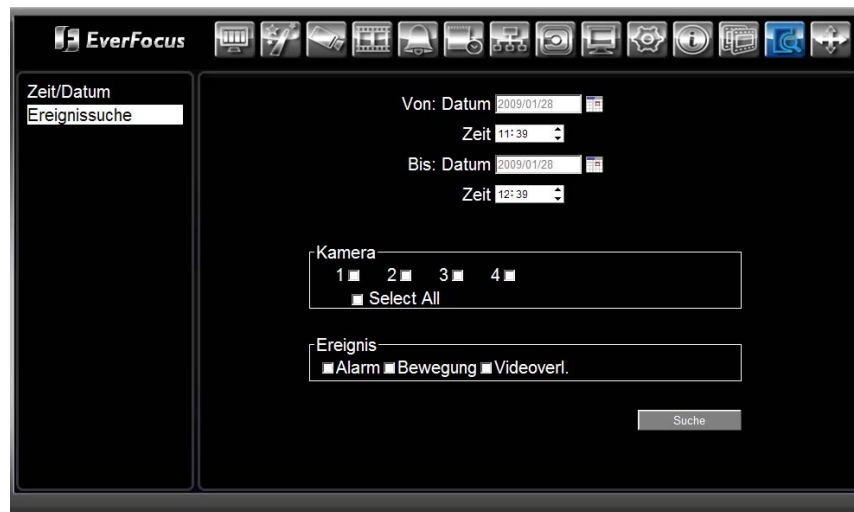 EverFocus
Zeit/Datum
Ereignissuche
Von: Datum 2009/01/28
Zeit 11:39
Bis: Datum 2009/01/28
Zeit 12:39
Kamera
1 2 3 4
Select All
Ereignis
Alarm Bewegung Videoverl.
Suche